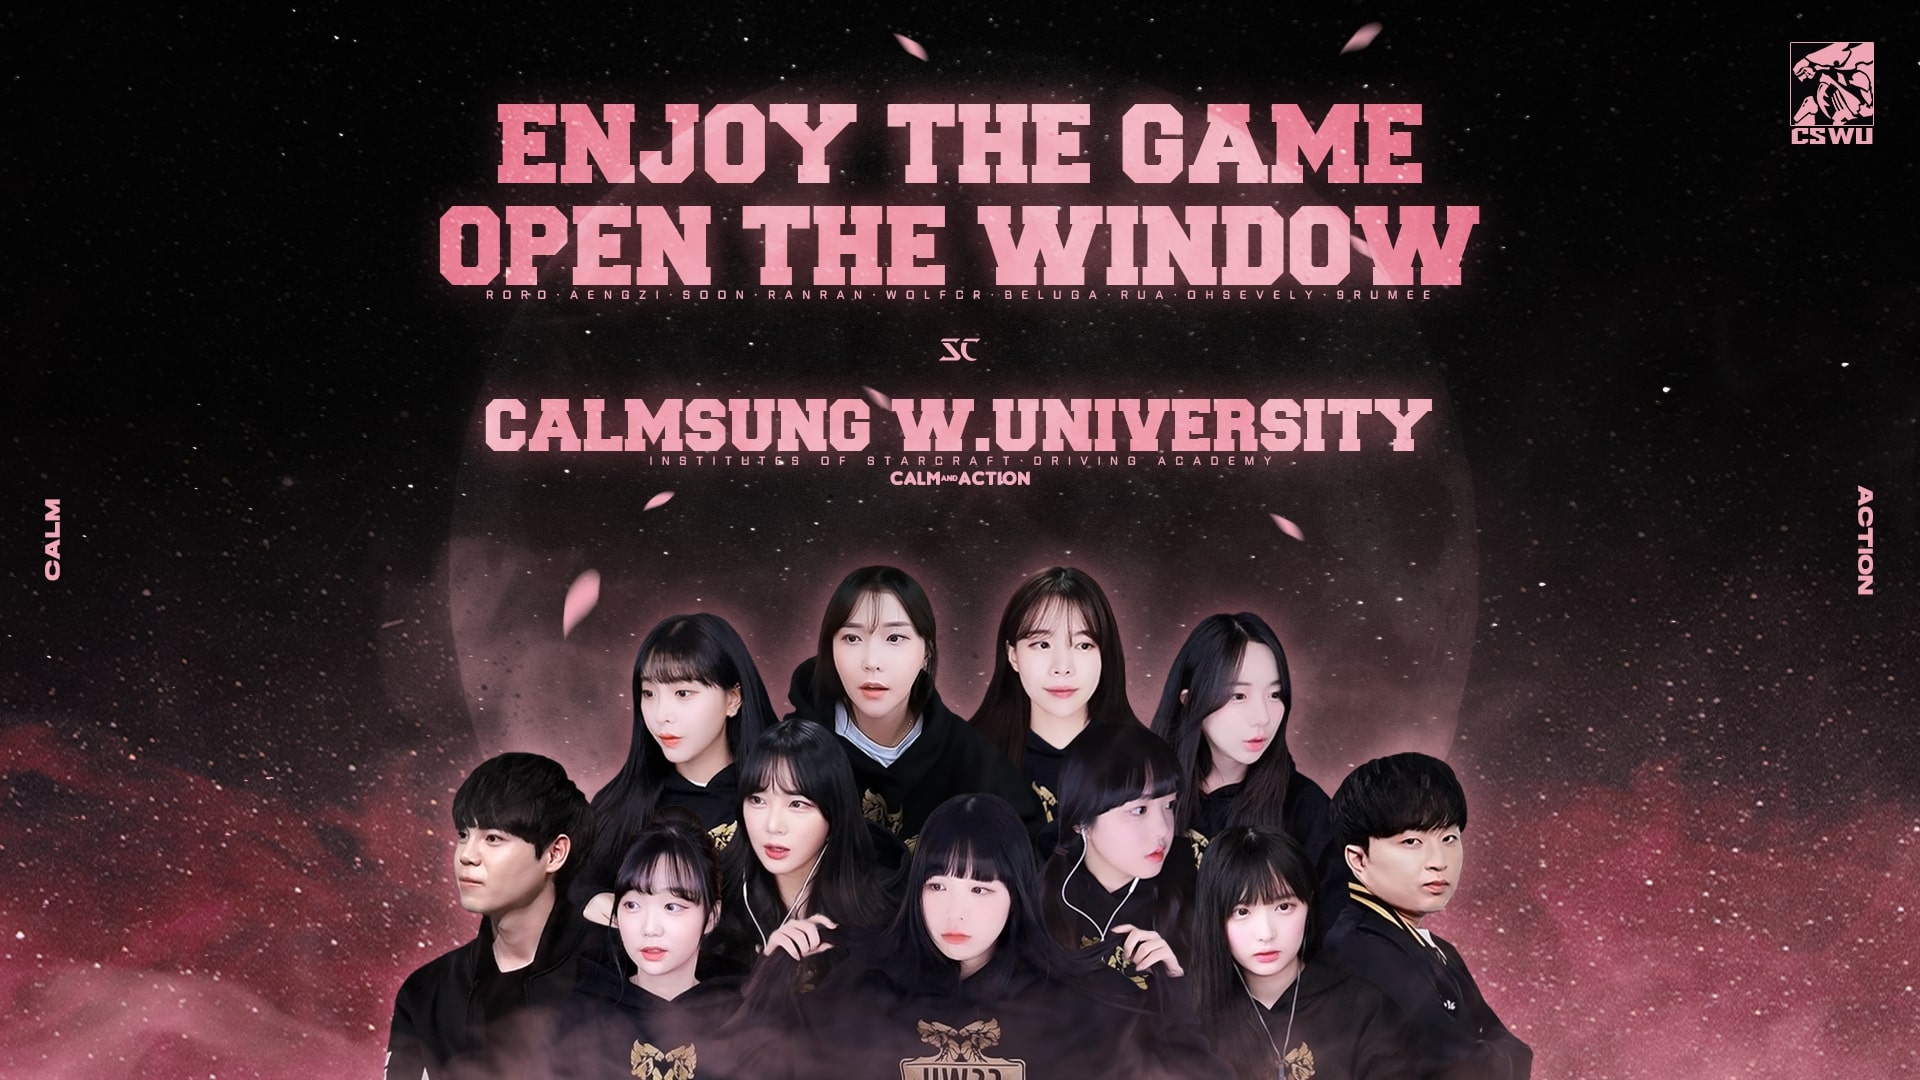 ENJOY THE GAME
OPEN THE WINDOW
RORO·AENGZI·SOON·RANRAN·WOLFCR·BELUGA·RUA·OHSEVELY·9RUMEE
SC
CALMSUNG W.UNIVERSITY
INSTITUTES OF STARCRAFT·DRIVING ACADEMY
CALM AND ACTION
CSWU
CALM
ACTION